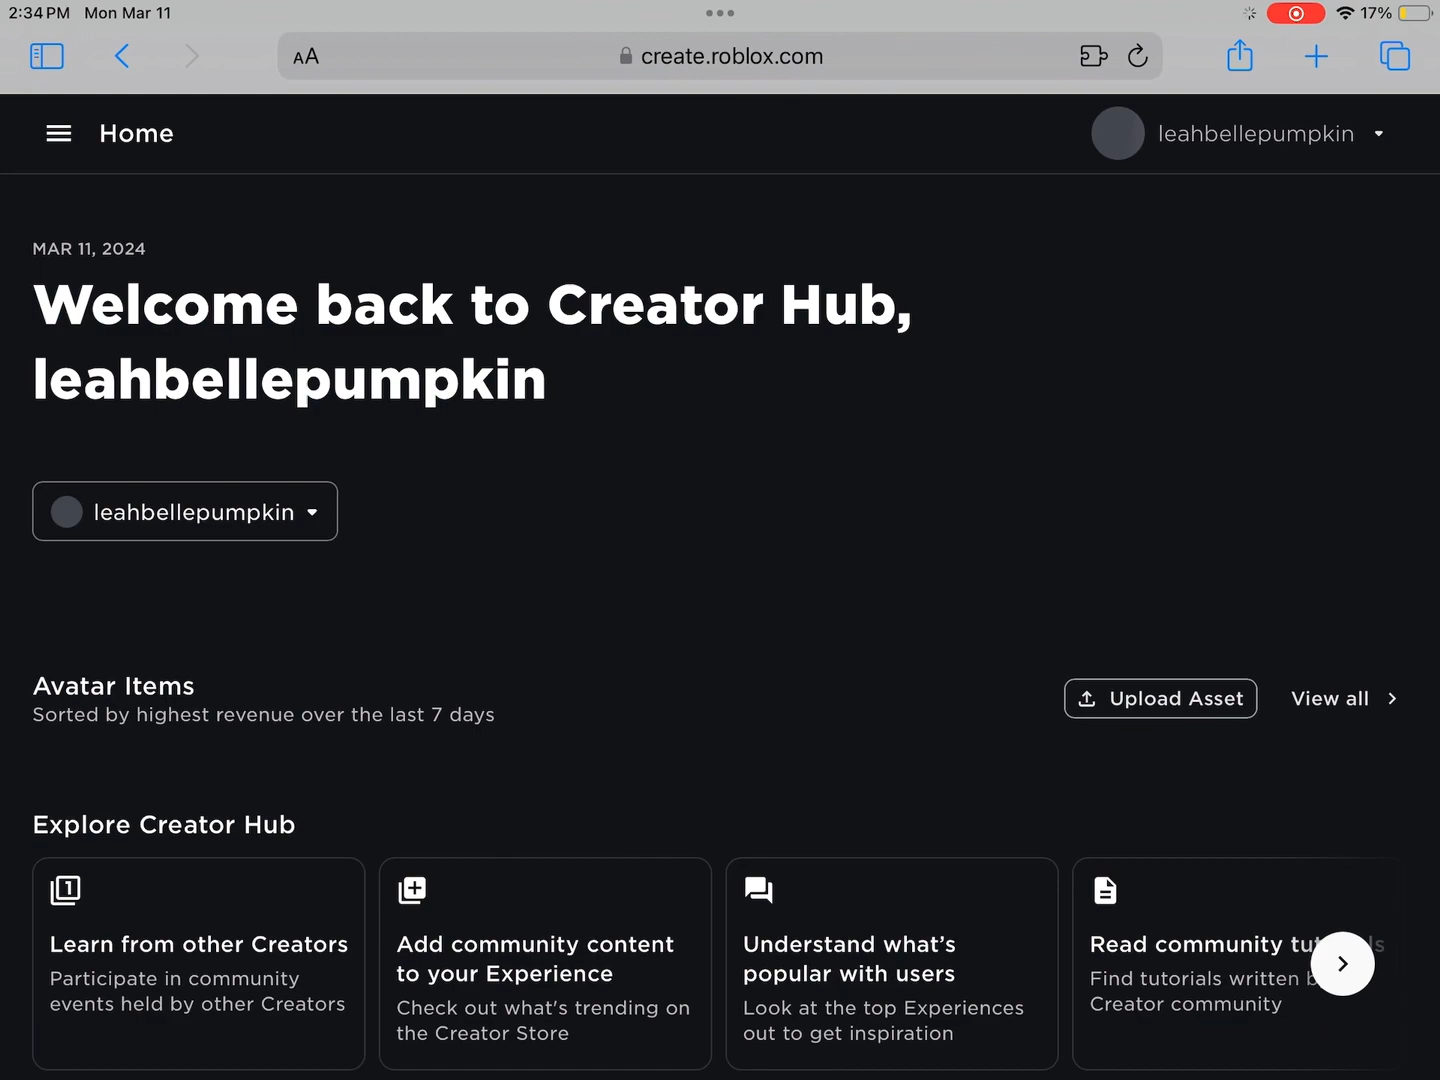 2:34 PM Mon Mar 11
17%
AA
create.roblox.com
Home
leahbellepumpkin
MAR 11, 2024
Welcome back to Creator Hub,
leahbellepumpkin
leahbellepumpkin
Avatar Items
Sorted by highest revenue over the last 7 days
Upload Asset
View all
Explore Creator Hub
1
Learn from other Creators
Participate in community
events held by other Creators
Add community content
to your Experience
Check out what's trending on
the Creator Store
Understand what’s
popular with users
Look at the top Experiences
out to get inspiration
Read community
Find tutorials written
Creator community